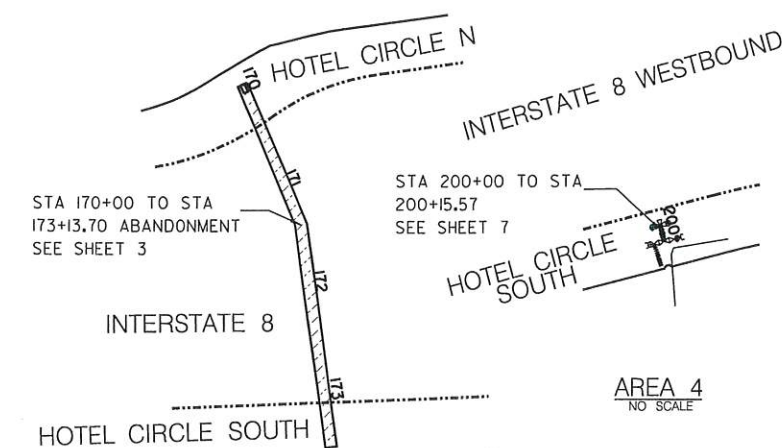 HOTEL CIRCLE N
170
INTERSTATE 8 WESTBOUND
171
STA 170+00 TO STA
173+13.70 ABANDONMENT
SEE SHEET 3
STA 200+00 TO STA
200+15.57
SEE SHEET 7
200
HOTEL CIRCLE
SOUTH
172
INTERSTATE 8
173
AREA 4
NO SCALE
HOTEL CIRCLE SOUTH